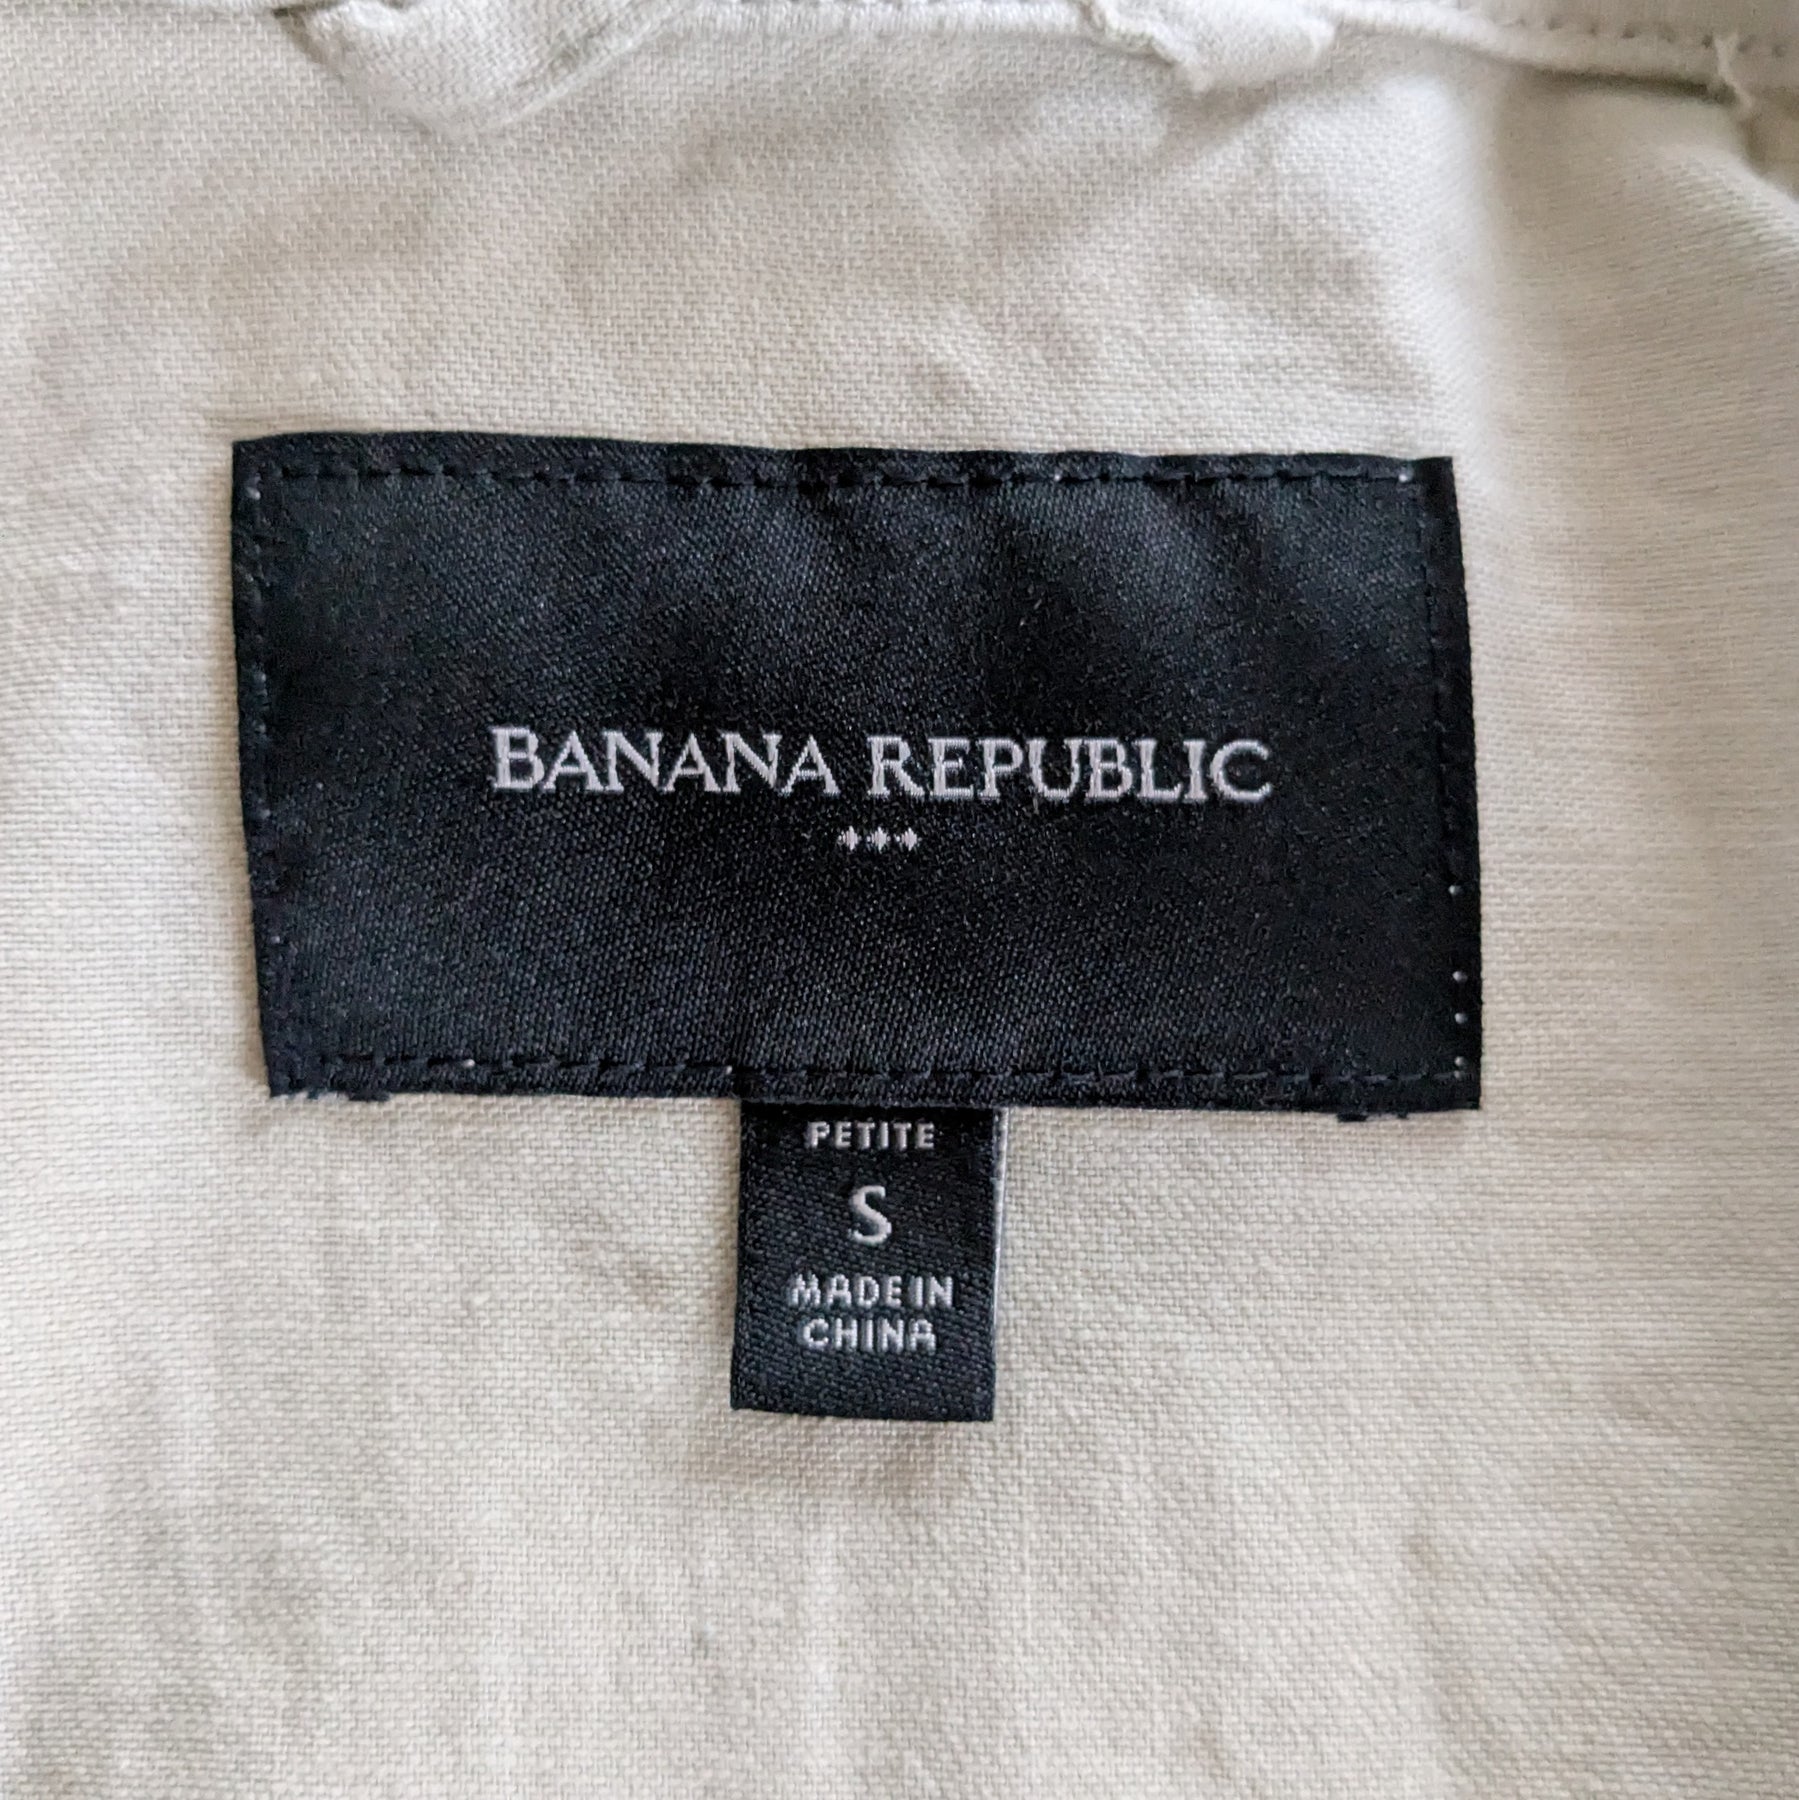 BANANA REPUBLIC
PETITE
S
MADE IN
CHINA